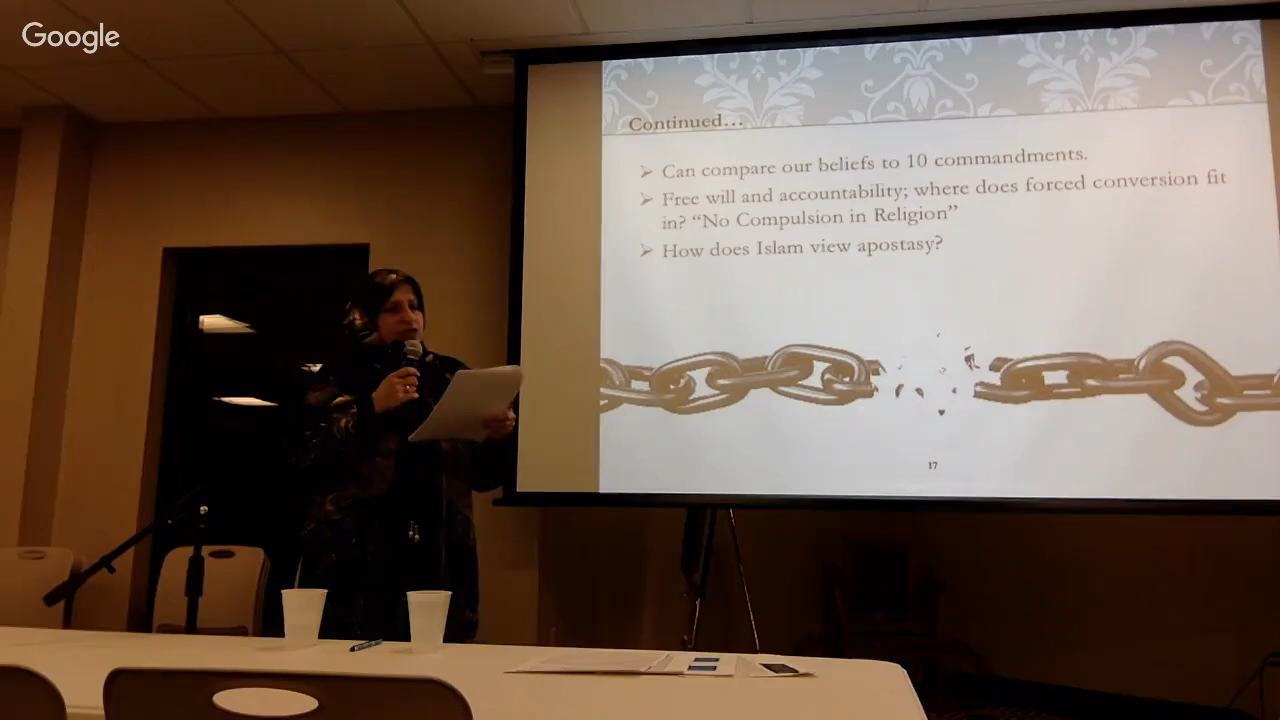 Google
Continued…
➢ Can compare our beliefs to 10 commandments.
➢ Free will and accountability; where does forced conversion fit
in? “No Compulsion in Religion”
➢ How does Islam view apostasy?
17